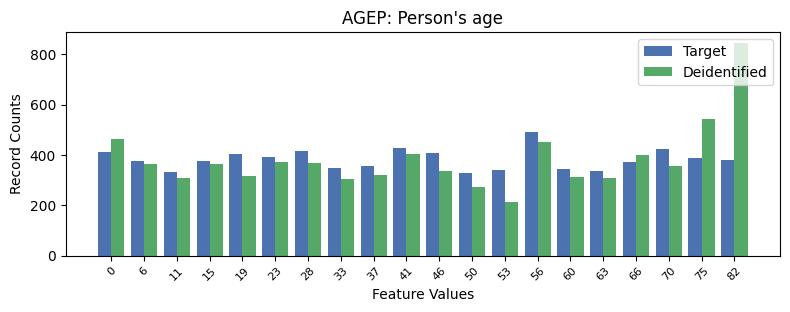 AGEP: Person's age
Target
Deidentified
Record Counts
800
600
400
200
0
0 6 11 15 19 23 28 33 37 41 46 50 53 56 60 63 66 70 75 82
Feature Values